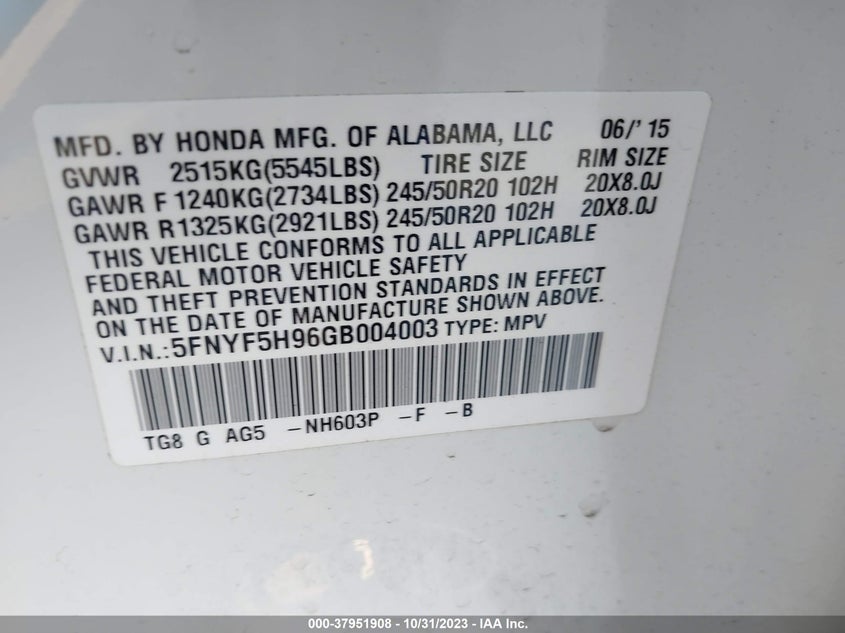 MFD. BY HONDA MFG. OF ALABAMA, LLC 06/' 15
GVWR 2515KG(5545LBS) TIRE SIZE RIM SIZE
GAWR F 1240KG(2734LBS) 245/50R20 102H 20X8.0J
GAWR R1325KG(2921LBS) 245/50R20 102H 20X8.0J
THIS VEHICLE CONFORMS TO ALL APPLICABLE
FEDERAL MOTOR VEHICLE SAFETY
AND THEFT PREVENTION STANDARDS IN EFFECT
ON THE DATE OF MANUFACTURE SHOWN ABOVE.
V.I.N.:5FNYF5H96GB004003 TYPE: MPV
TG8 G AG5 -NH603P -F -B
000-37951908 - 10/31/2023 - IAA Inc.